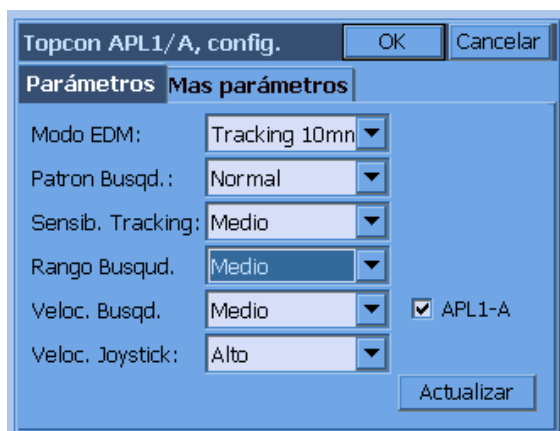 Topcon APL1/A, config. OK Cancelar
Parámetros Mas parámetros
Modo EDM: Tracking 10mn
Patron Busqd.: Normal
Sensib. Tracking: Medio
Rango Busqud. Medio
Veloc. Busqd. Medio APL1-A
Veloc. Joystick: Alto
Actualizar